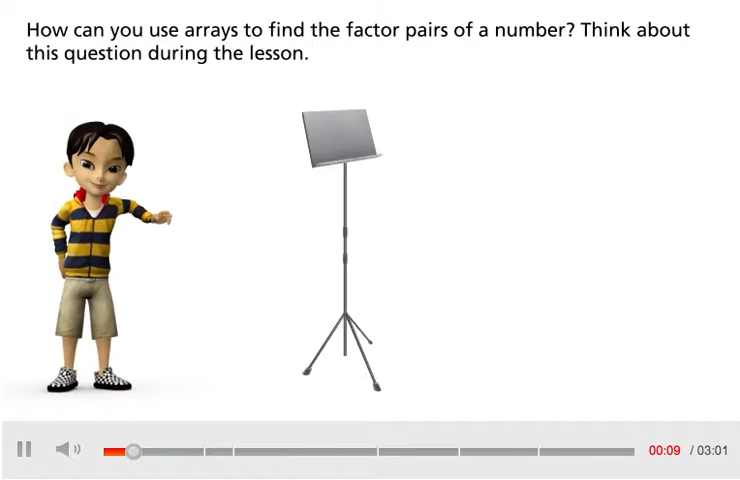 How can you use arrays to find the factor pairs of a number? Think about
this question during the lesson.
00:09 / 03:01